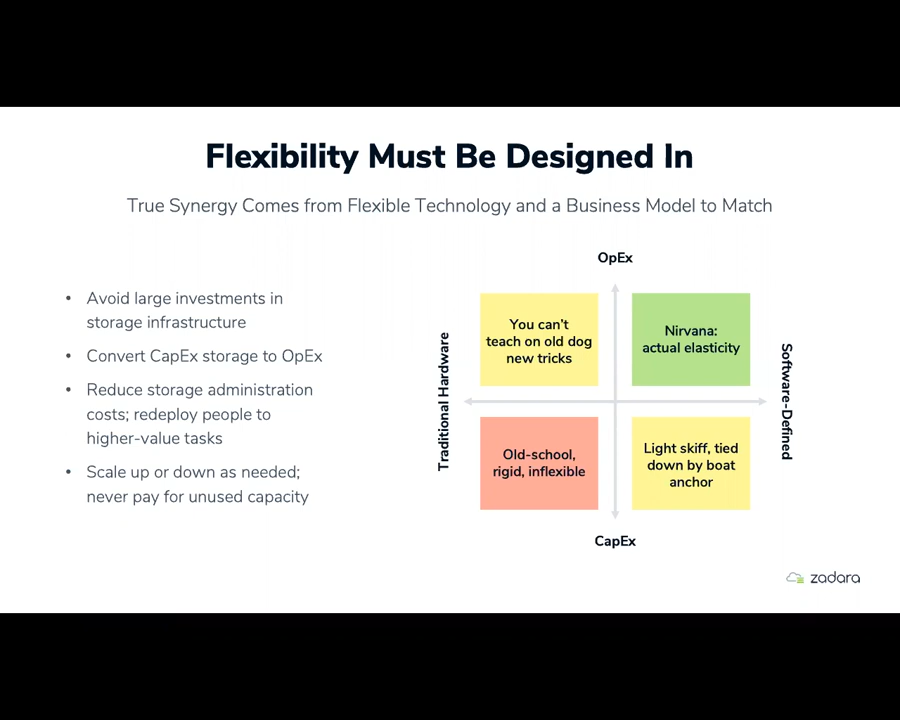 Flexibility Must Be Designed In
True Synergy Comes from Flexible Technology and a Business Model to Match
• Avoid large investments in
storage infrastructure
• Convert CapEx storage to OpEx
• Reduce storage administration
costs; redeploy people to
higher-value tasks
• Scale up or down as needed;
never pay for unused capacity
OpEx
Traditional Hardware
You can't
teach on old dog
new tricks
Nirvana:
actual elasticity
Software-Defined
Old-school,
rigid, inflexible
Light skiff, tied
down by boat
anchor
CapEx
zadara